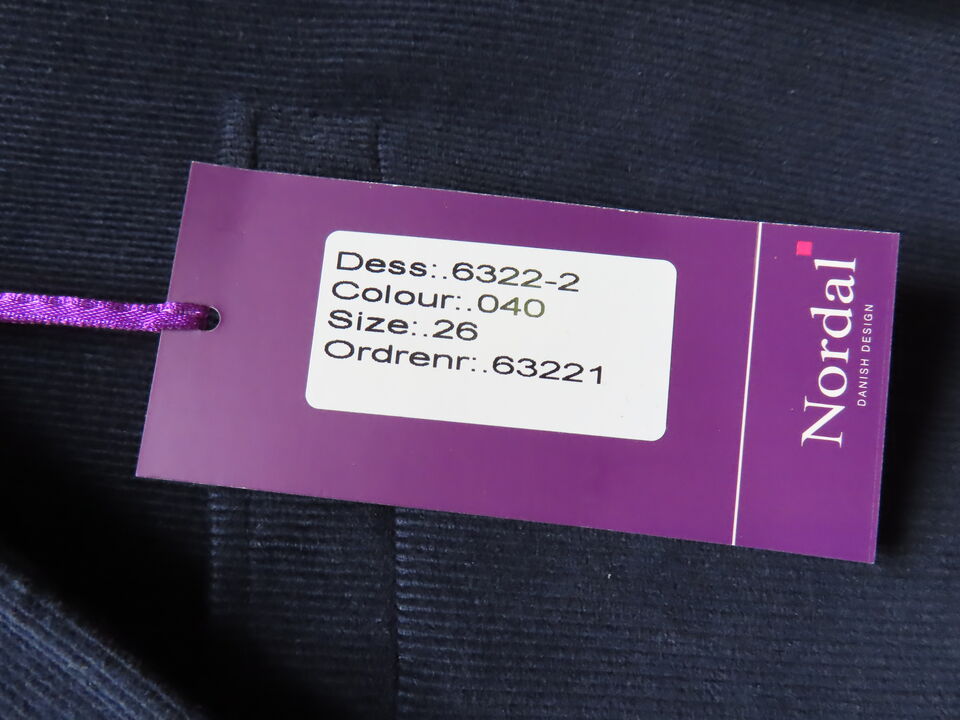 Dess:.6322-2
Colour:.040
Size:.26
Ordrenr:.63221
Nordal
DANISH DESIGN